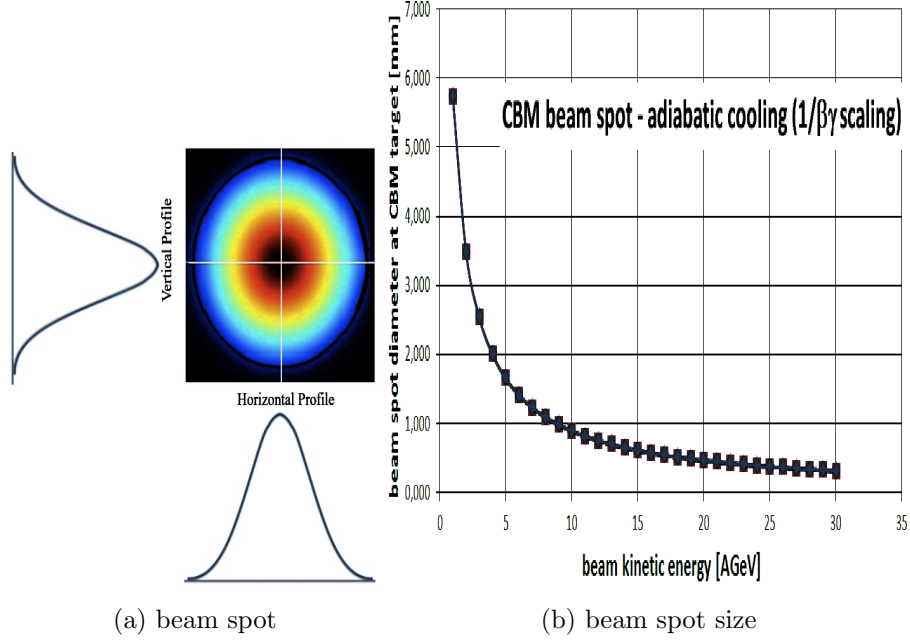 Vertical Profile
Horizontal Profile
(a) beam spot
beam spot diameter at CBM target [mm]
7,000
6,000
5,000
4,000
3,000
2,000
1,000
0,000
CBM beam spot - adiabatic cooling (1/βγ scaling)
0 5 10 15 20 25 30 35
beam kinetic energy [AGeV]
(b) beam spot size